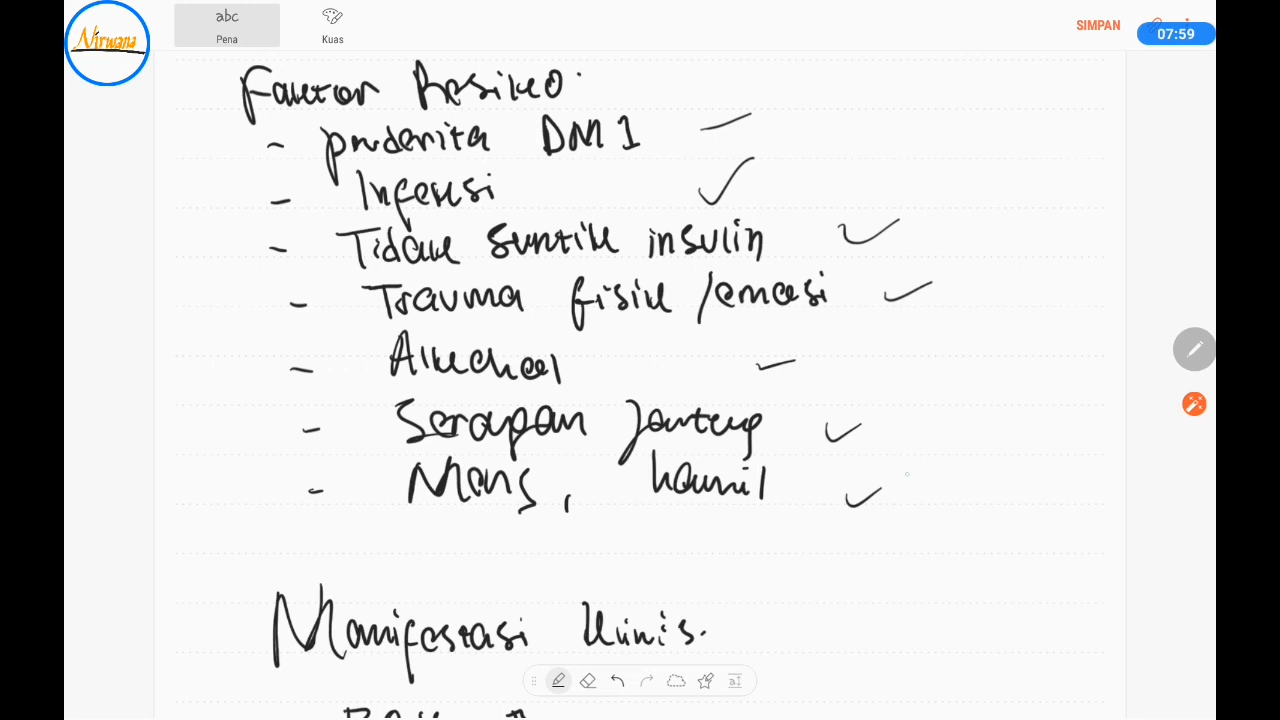 Nirwana
abc
Pena
Kuas
SIMPAN
07:59
Faktor Resiko.
- penderita DM 1
- Infeksi
- Tidak suntik insulin
- Trauma fisik / emosi
- Alkohol
- Serapan Jantung
- Mens, hamil
Manifestasi klinis.